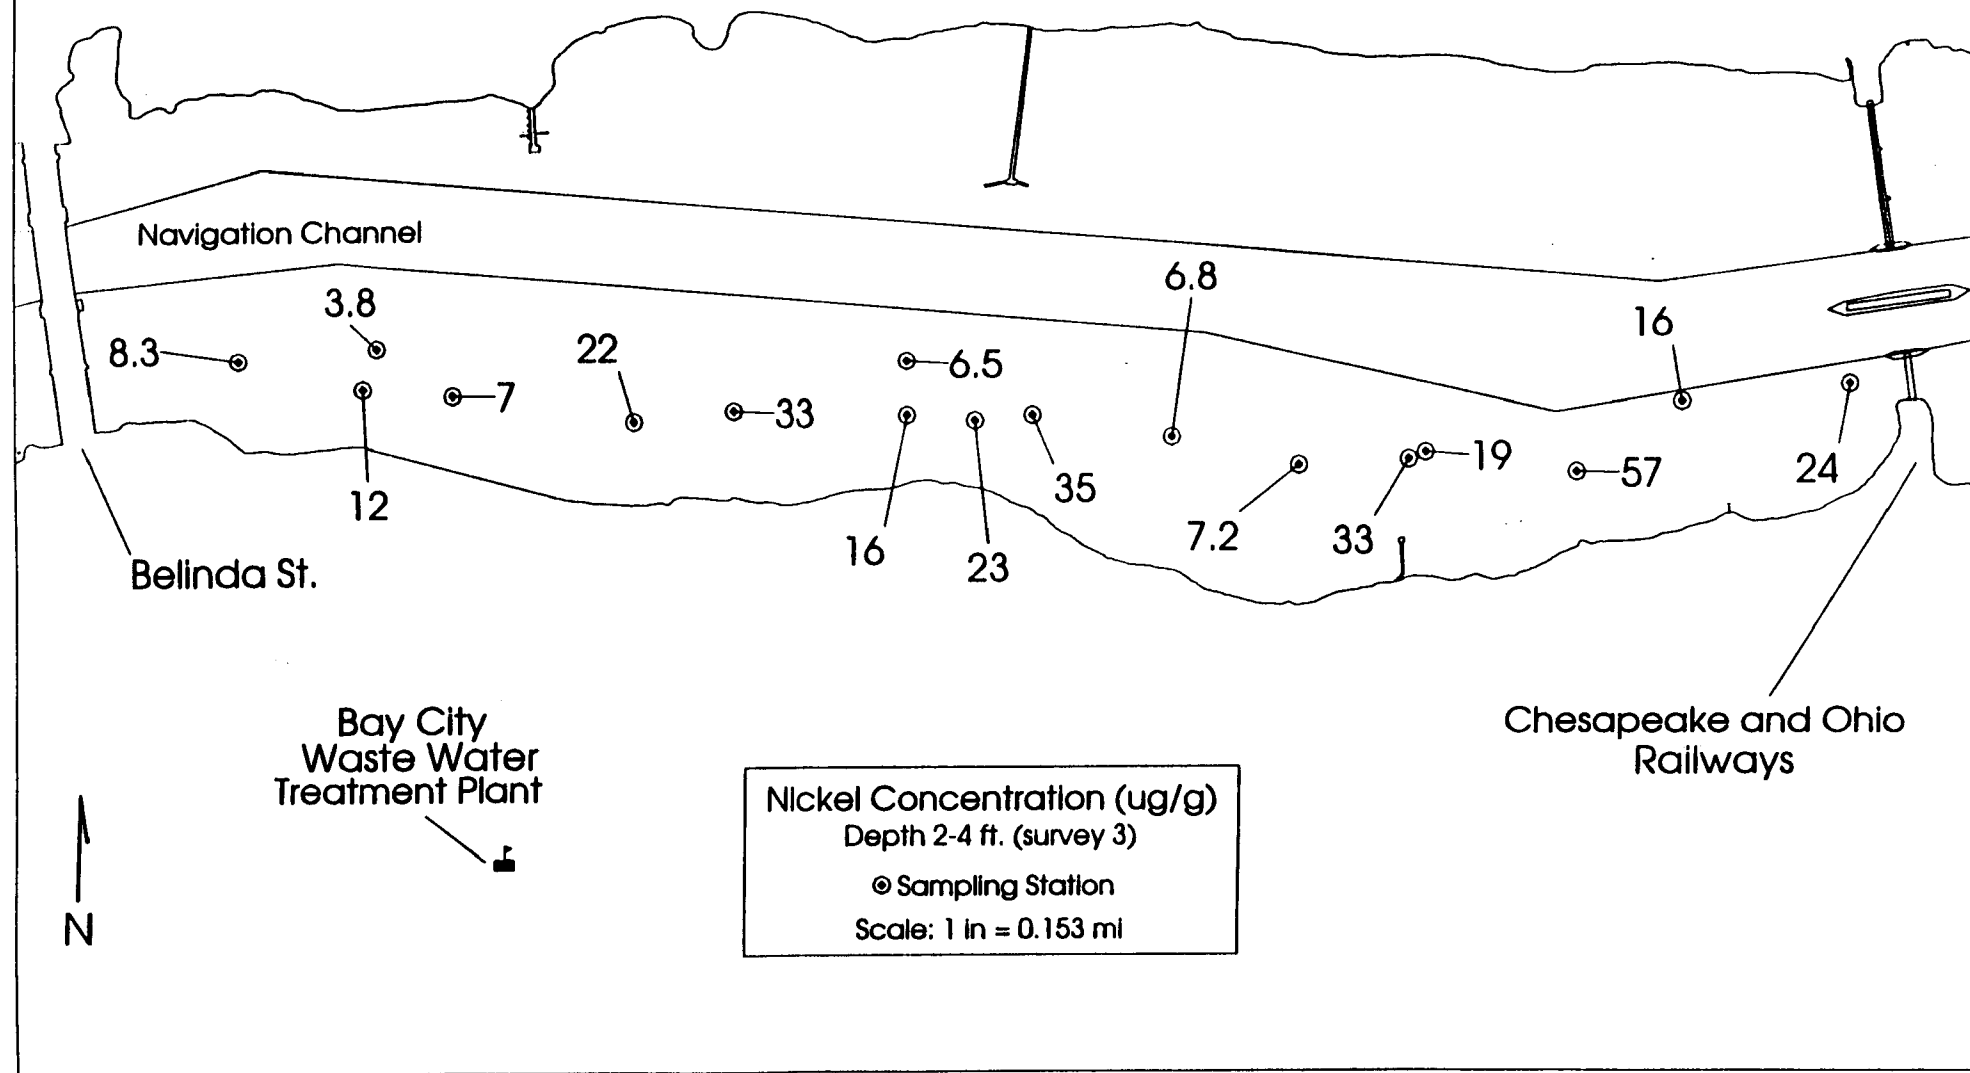 Navigation Channel
6.8
3.8
16
8.3
22
6.5
7
33
19
57
24
35
12
16
23
7.2
33
Belinda St.
Bay City
Waste Water
Treatment Plant
Chesapeake and Ohio
Railways
Nickel Concentration (ug/g)
Depth 2-4 ft. (survey 3)
Sampling Station
Scale: 1 in = 0.153 mi
N